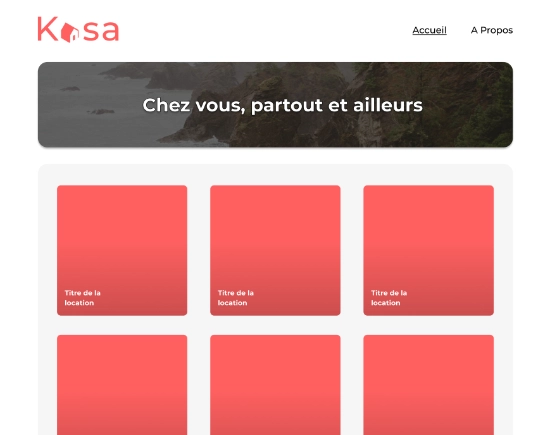 Kasa
Accueil
A Propos
Chez vous, partout et ailleurs
Titre de la
location
Titre de la
location
Titre de la
location